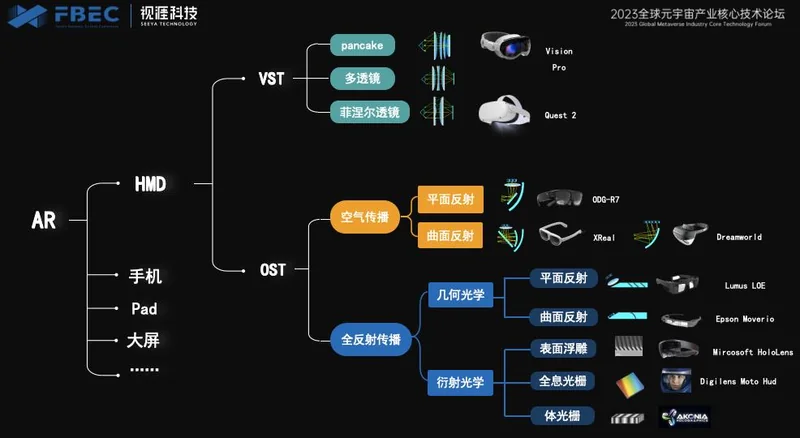 FBEC
视涯科技
SEEYA TECHNOLOGY
2023全球元宇宙产业核心技术论坛
2023 Global Metaverse Industry Core Technology Forum
AR
HMD
手机
Pad
大屏
......
VST
pancake
Vision
Pro
多透镜
菲涅尔透镜
Quest 2
OST
空气传播
平面反射
ODG-R7
曲面反射
XReal
Dreamworld
全反射传播
几何光学
平面反射
Lumus LOE
曲面反射
Epson Moverio
衍射光学
表面浮雕
Mircosoft HoloLens
全息光栅
Digilens Moto Hud
体光栅
AKONIA
HOLOGRAPHICS